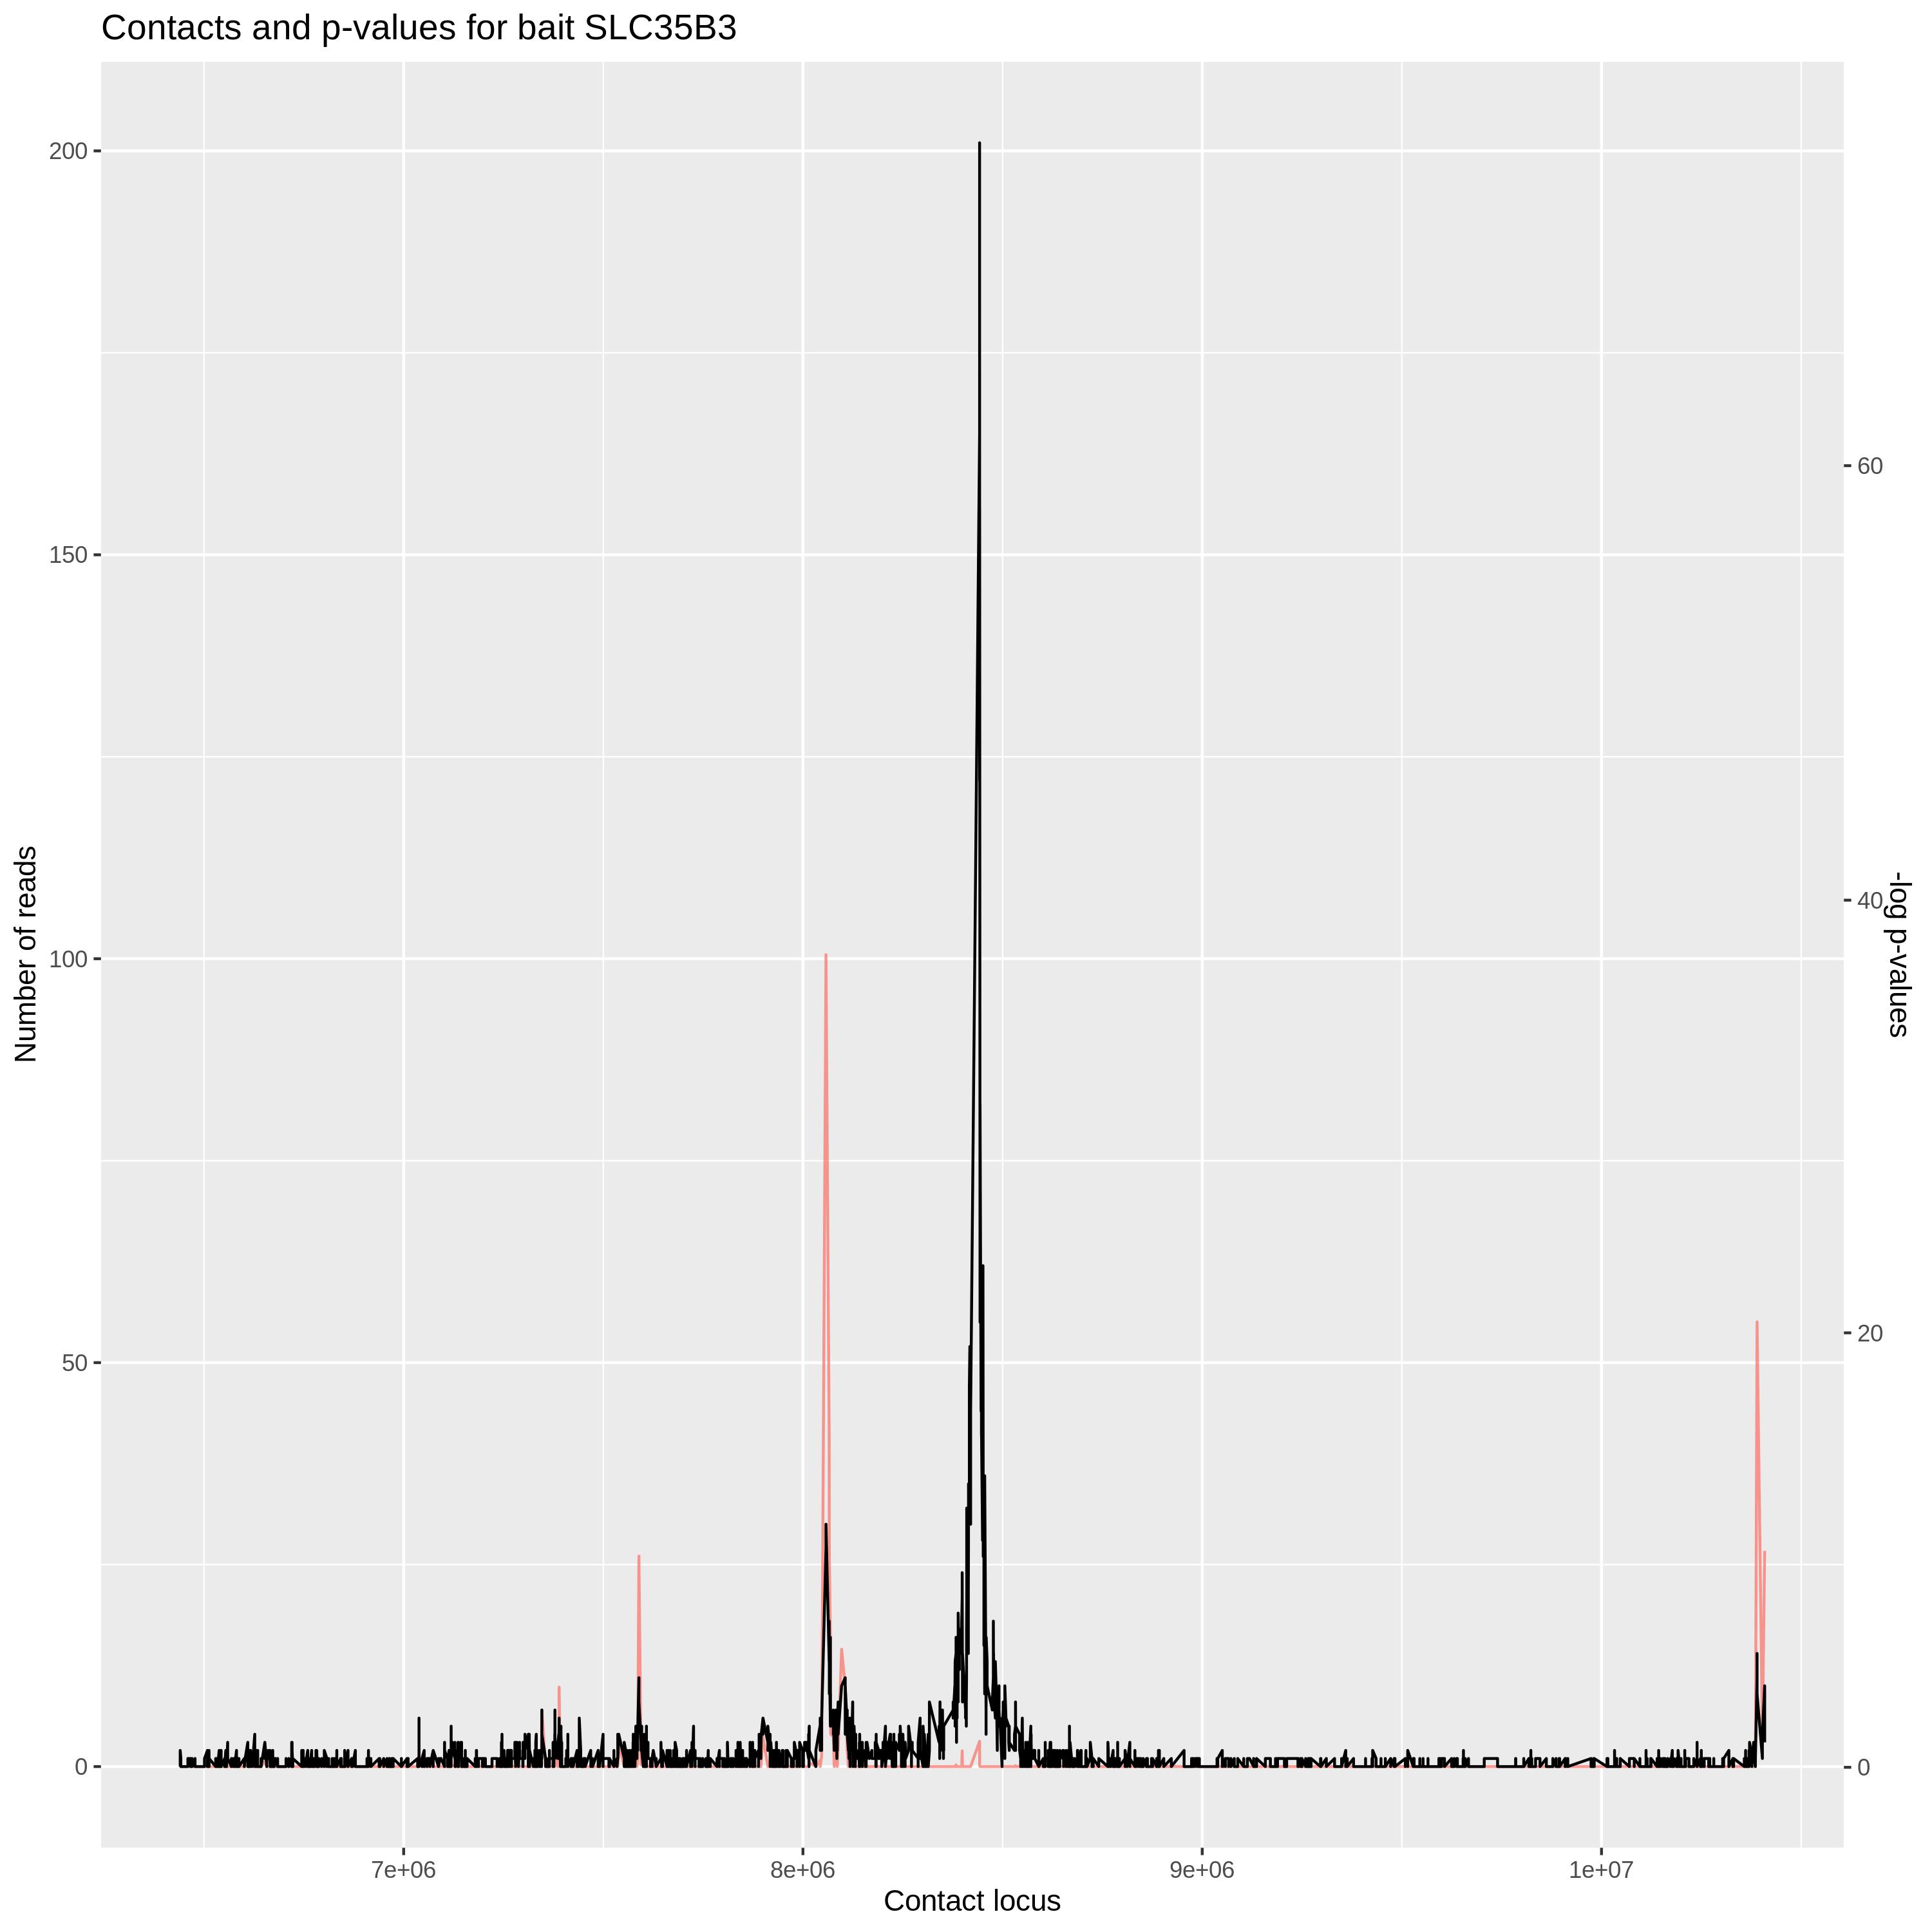 Contacts and p-values for bait SLC35B3
200
150
100
50
0
Number of reads
60
40
20
0
-log p-values
7e+06
8e+06
9e+06
1e+07
Contact locus